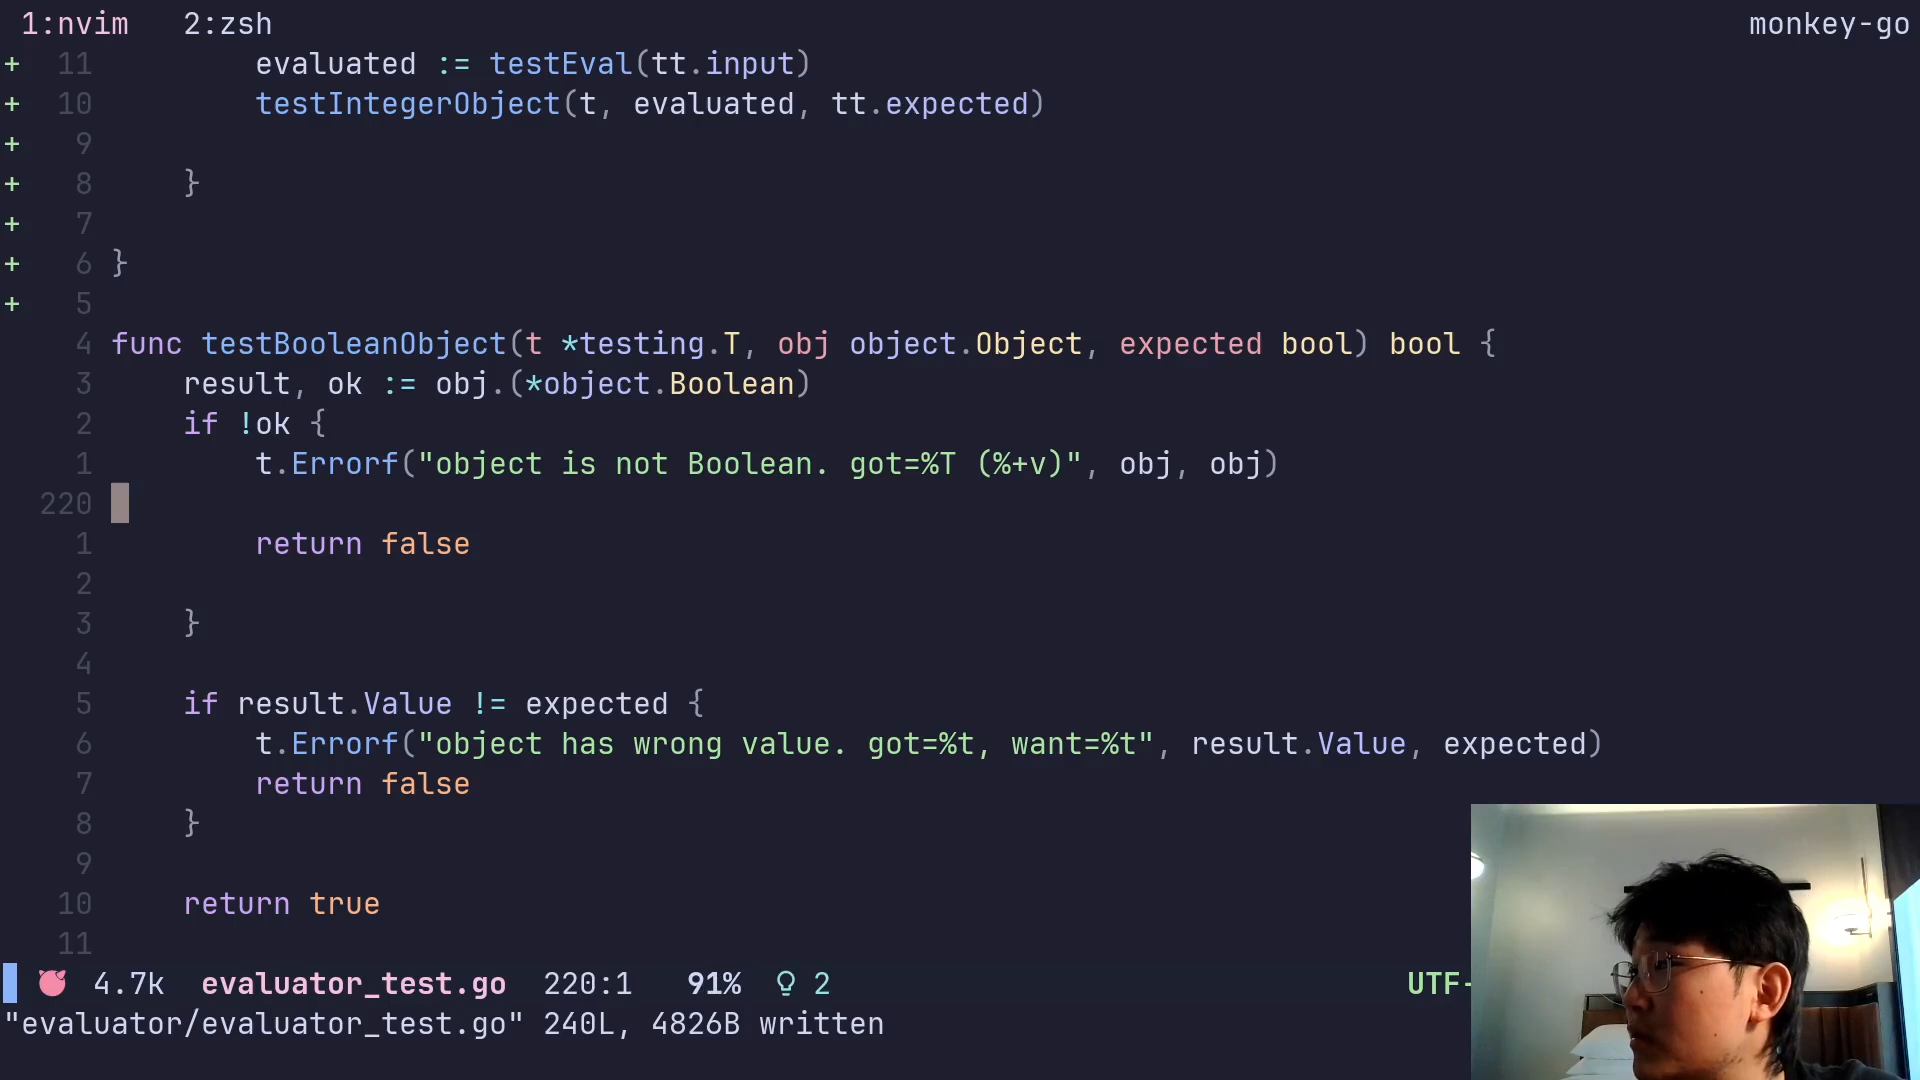 1:nvim 2:zsh monkey-go
+ 11 evaluated := testEval(tt.input)
+ 10 testIntegerObject(t, evaluated, tt.expected)
+ 9
+ 8 }
+ 7
+ 6 }
+ 5
4 func testBooleanObject(t *testing.T, obj object.Object, expected bool) bool {
3 result, ok := obj.(*object.Boolean)
2 if !ok {
1 t.Errorf("object is not Boolean. got=%T (%+v)", obj, obj)
220
1 return false
2
3 }
4
5 if result.Value != expected {
6 t.Errorf("object has wrong value. got=%t, want=%t", result.Value, expected)
7 return false
8 }
9
10 return true
11
4.7k evaluator_test.go 220:1 91% 2 UTF-
"evaluator/evaluator_test.go" 240L, 4826B written